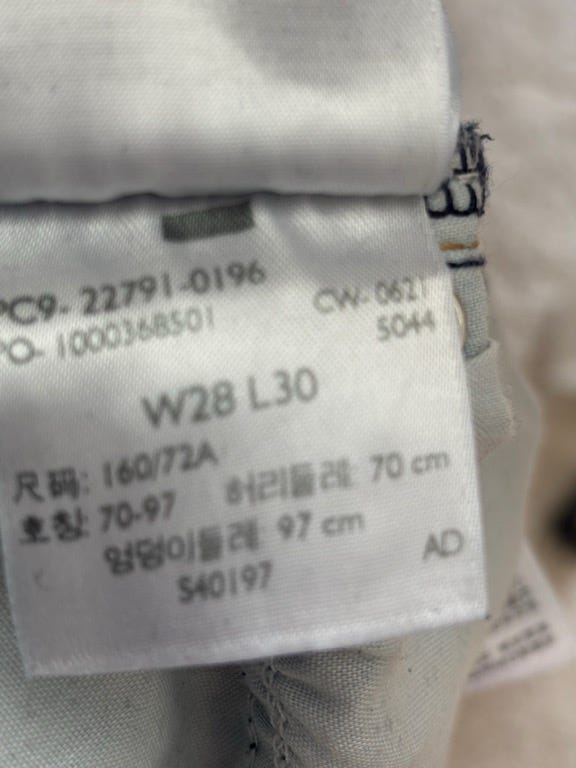 PC9- 22791-0196
PO- 1000368501
CW- 0621
5044
W28 L30
尺码: 160/72A
호칭: 70-97 허리둘레: 70 cm
엉덩이둘레: 97 cm
AD
S40197